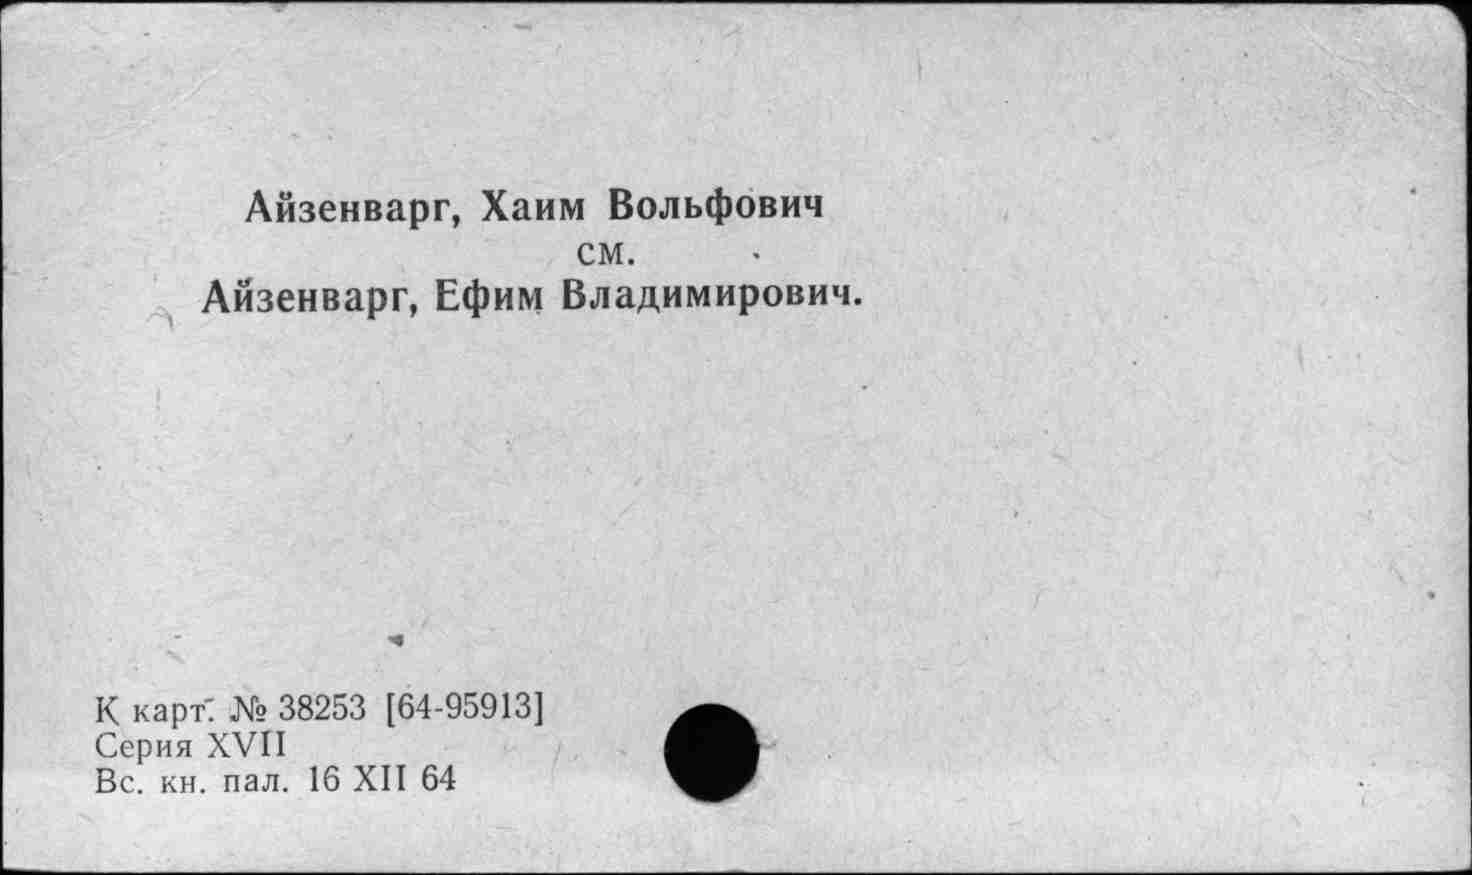 Айзенварг, Хаим Вольфович
см.
Айзенварг, Ефим Владимирович.
К карт. № 38253 [64-95913]
Серия XVII
Вс. кн. пал. 16 XII 64